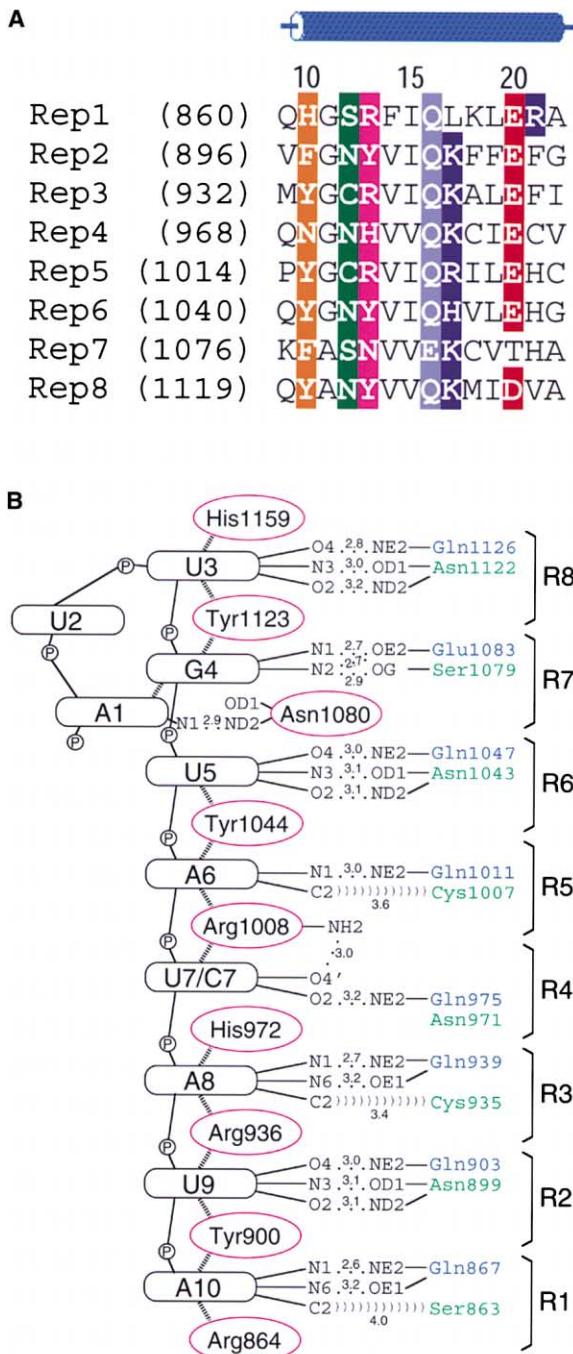 A
10 15 20
Rep1 (860) QHGSRFIQLKLERA
Rep2 (896) VFGNYVIQKFFEFG
Rep3 (932) MYGCRVIQKALEFI
Rep4 (968) QNGNHVVQKCIECV
Rep5 (1014) PYGCRVIQRILEHC
Rep6 (1040) QYGNYVIQHVLEHG
Rep7 (1076) KFASNVVEKCVTHA
Rep8 (1119) QYANYVVQKMIDVA
B
His1159
U3
O4 2.8 NE2 Gln1126
N3 3.0 OD1 Asn1122
O2 3.2 ND2
R8
P
U2
P
P
Tyr1123
G4
N1 2.7 OE2 Glu1083
N2 2.7 OG Ser1079
2.9
R7
A1
P
P
N1 2.9 ND2
OD1
Asn1080
U5
O4 3.0 NE2 Gln1047
N3 3.1 OD1 Asn1043
O2 3.1 ND2
R6
P
Tyr1044
A6
N1 3.0 NE2 Gln1011
C2 Cys1007
3.6
R5
P
Arg1008 NH2
3.0
U7/C7
O4'
O2 3.2 NE2 Gln975
Asn971
R4
P
His972
A8
N1 2.7 NE2 Gln939
N6 3.2 OE1
C2 Cys935
3.4
R3
P
Arg936
U9
O4 3.0 NE2 Gln903
N3 3.1 OD1 Asn899
O2 3.1 ND2
R2
P
Tyr900
A10
N1 2.6 NE2 Gln867
N6 3.2 OE1
C2 Ser863
4.0
R1
Arg864